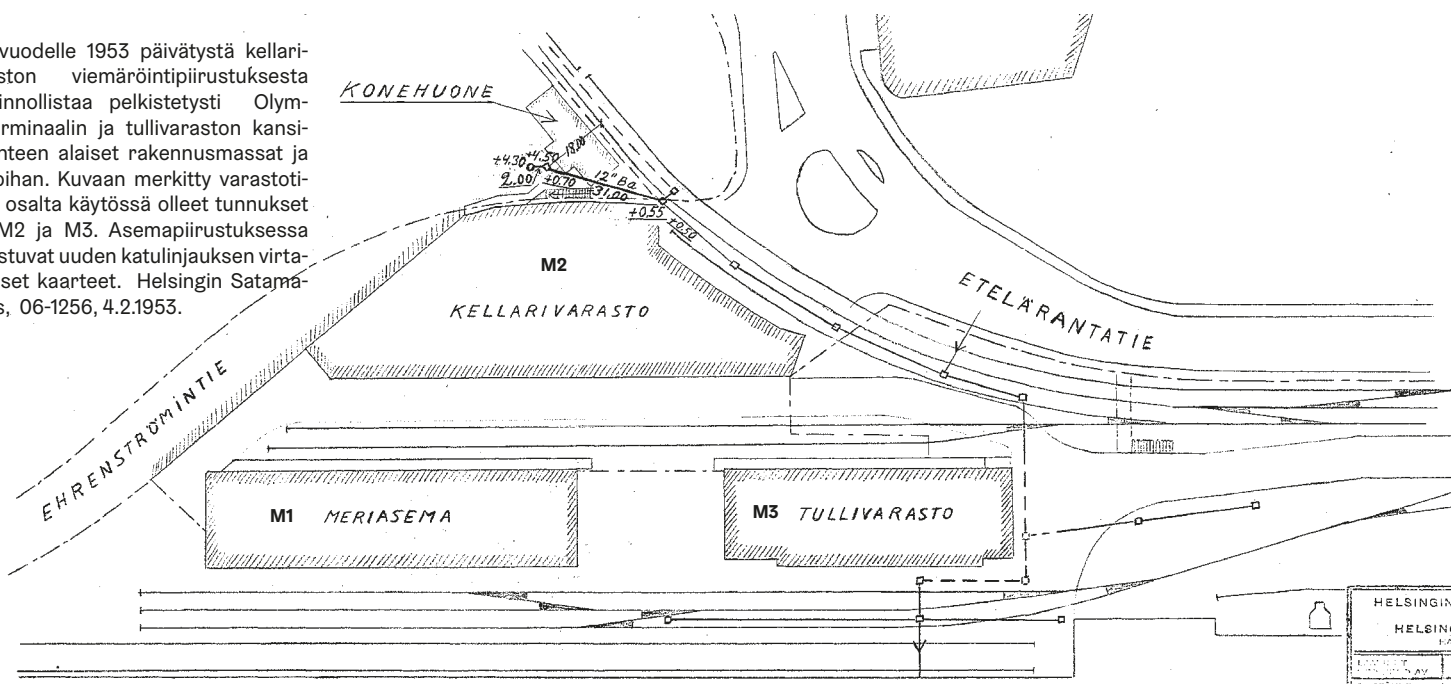 vuodelle 1953 päivätystä kellari-
ston viemäröintipiirustuksesta
innollistaa pelkistetysti Olym-
rminaalin ja tullivaraston kansi-
nteen alaiset rakennusmassat ja
oihan. Kuvaan merkitty varastoti-
osalta käytössä olleet tunnukset
M2 ja M3. Asemapiirustuksessa
stuvat uuden katulinjauksen virta-
set kaarteet. Helsingin Satama-
s, 06-1256, 4.2.1953.
KONEHUONE
+4.30 +4.50 18.00
2.00 +0.70 12" Ba
31.00
+0.55
+0.50
M2
KELLARIVARASTO
ETELÄRANTATIE
EHRENSTRÖMINTIE
M1 MERIASEMA
M3 TULLIVARASTO
HELSINGIN